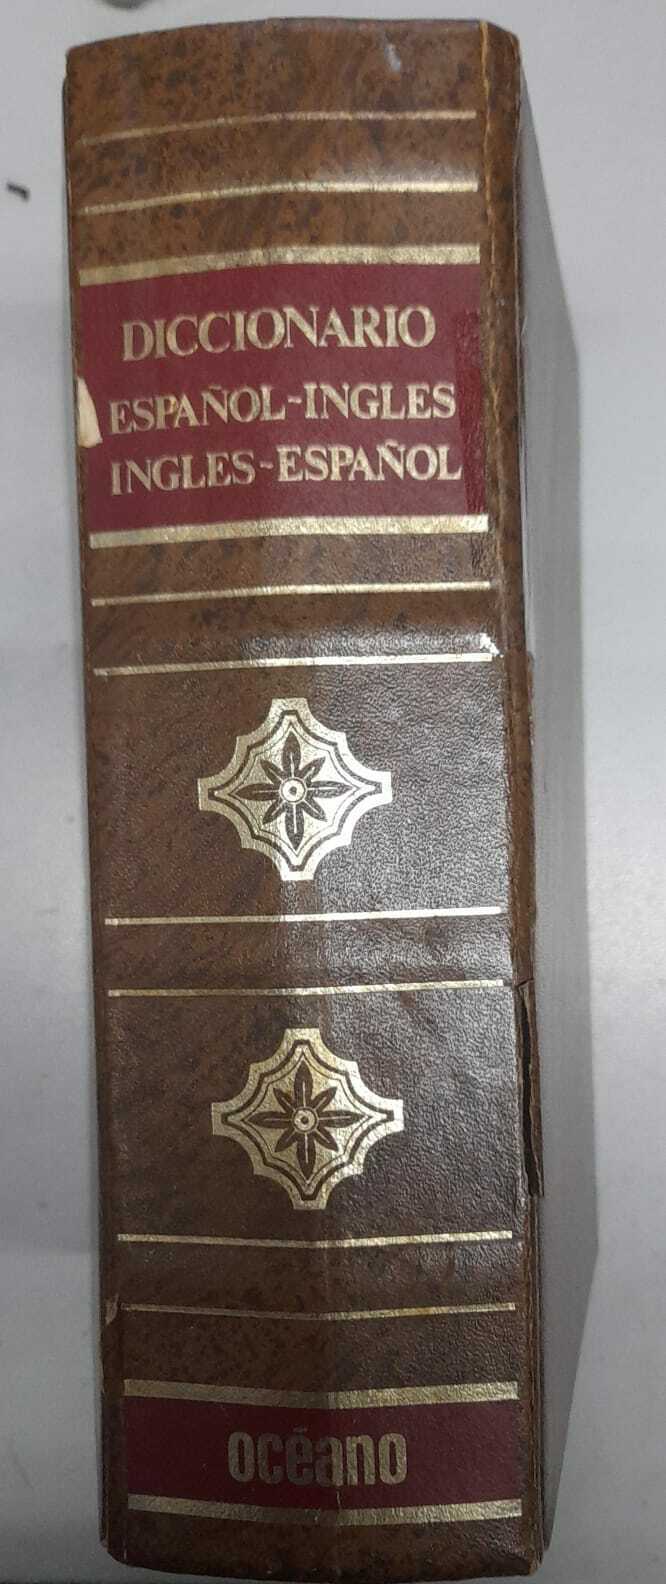 DICCIONARIO
ESPAÑOL-INGLES
INGLES-ESPAÑOL
océano